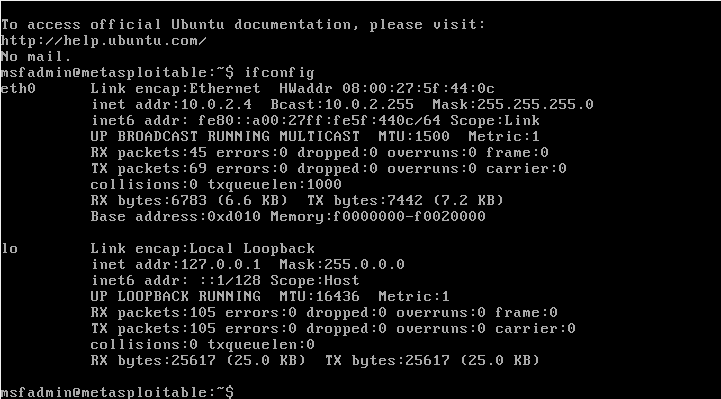 To access official Ubuntu documentation, please visit:
http://help.ubuntu.com/
No mail.
msfadmin@metasploitable:~$ ifconfig
eth0      Link encap:Ethernet  HWaddr 08:00:27:5f:44:0c
          inet addr:10.0.2.4  Bcast:10.0.2.255  Mask:255.255.255.0
          inet6 addr: fe80::a00:27ff:fe5f:440c/64 Scope:Link
          UP BROADCAST RUNNING MULTICAST  MTU:1500  Metric:1
          RX packets:45 errors:0 dropped:0 overruns:0 frame:0
          TX packets:69 errors:0 dropped:0 overruns:0 carrier:0
          collisions:0 txqueuelen:1000
          RX bytes:6783 (6.6 KB)  TX bytes:7442 (7.2 KB)
          Base address:0xd010 Memory:f0000000-f0020000

lo        Link encap:Local Loopback
          inet addr:127.0.0.1  Mask:255.0.0.0
          inet6 addr: ::1/128 Scope:Host
          UP LOOPBACK RUNNING  MTU:16436  Metric:1
          RX packets:105 errors:0 dropped:0 overruns:0 frame:0
          TX packets:105 errors:0 dropped:0 overruns:0 carrier:0
          collisions:0 txqueuelen:0
          RX bytes:25617 (25.0 KB)  TX bytes:25617 (25.0 KB)

msfadmin@metasploitable:~$